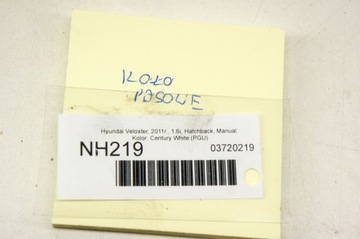 KOŁO
PASOWE
Hyundai Veloster, 2011r., 1.6i, Hatchback, Manual,
Kolor: Century White (PGU)
NH219
03720219